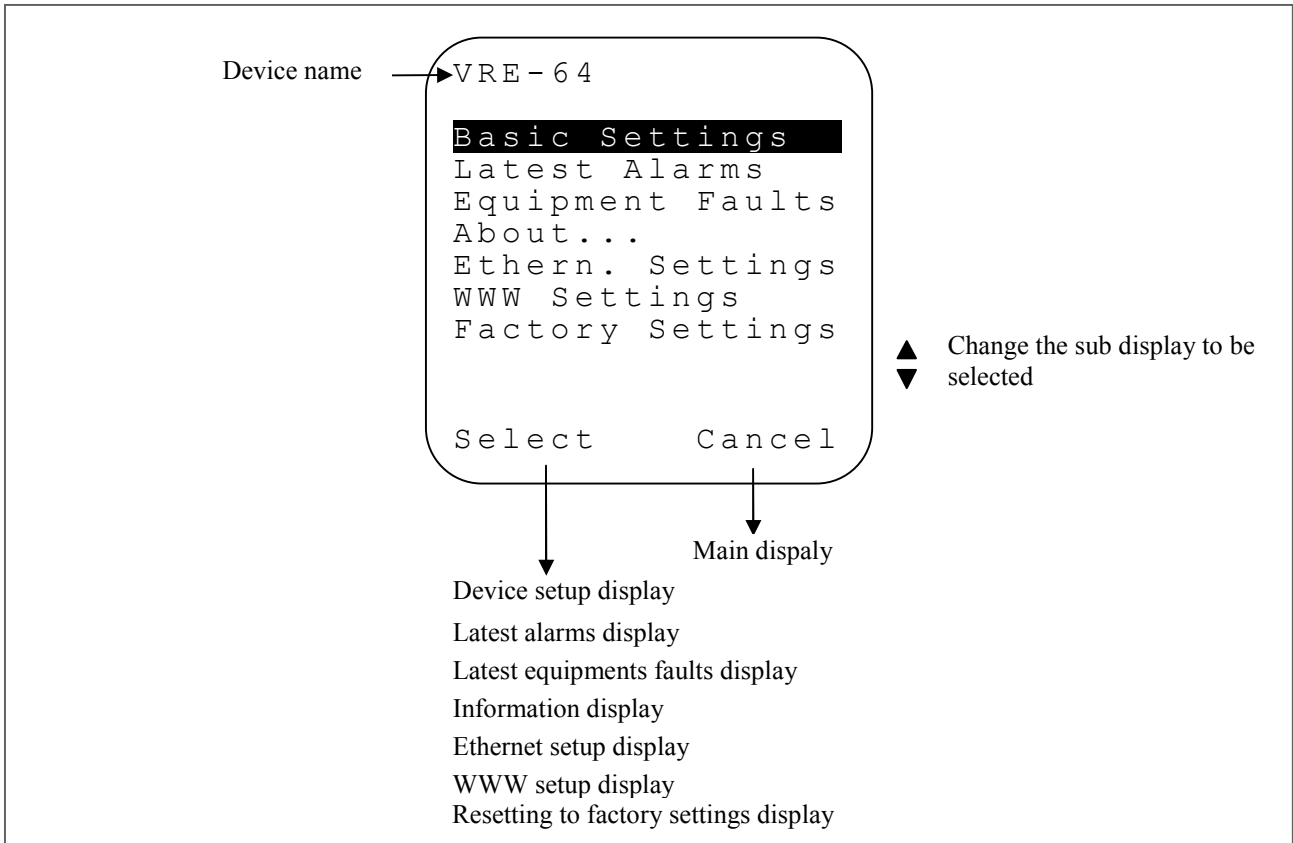 Device name
VRE-64
Basic Settings
Latest Alarms
Equipment Faults
About...
Ethern. Settings
WWW Settings
Factory Settings
Change the sub display to be
selected
Select Cancel
Main dispaly
Device setup display
Latest alarms display
Latest equipments faults display
Information display
Ethernet setup display
WWW setup display
Resetting to factory settings display